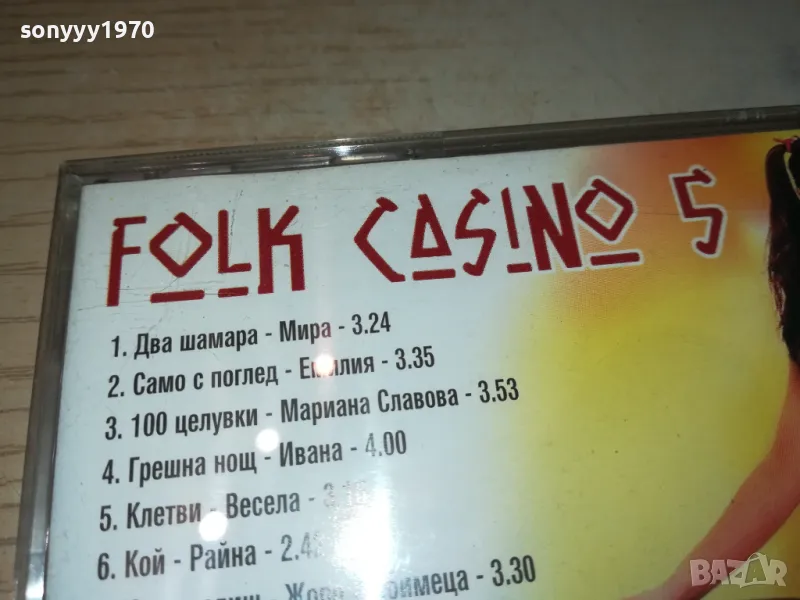 sonyyy1970
FOLK CASINO 5
1. Два шамара - Мира - 3.24
2. Само с поглед - Емилия - 3.35
3. 100 целувки - Мариана Славова - 3.53
4. Грешна нощ - Ивана - 4.00
5. Клетви - Весела -
6. Кой - Райна -
- 3.30
BAZAR